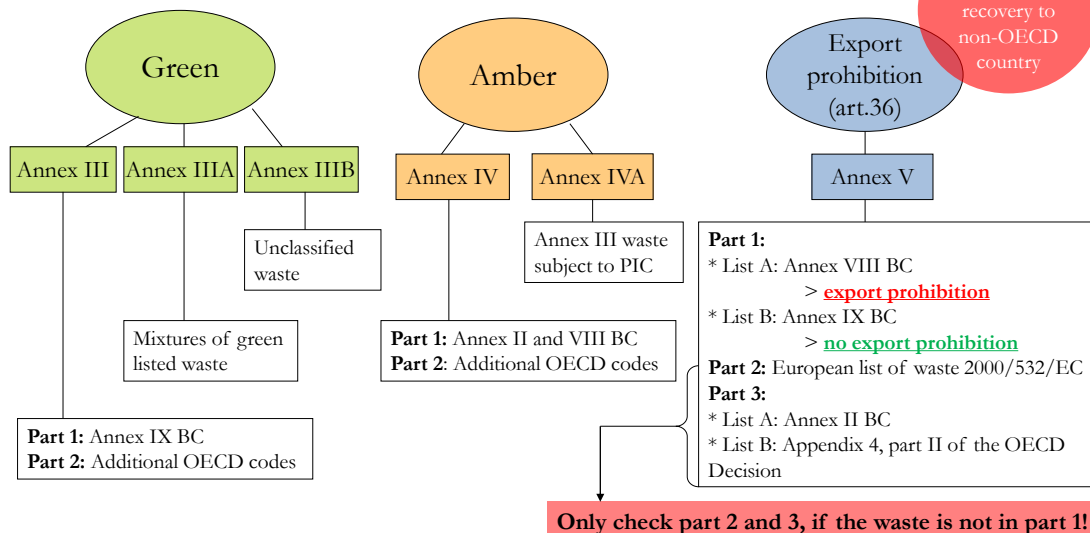 recovery to
non-OECD
country
Green
Amber
Export
prohibition
(art.36)
Annex III
Annex IIIA
Annex IIIB
Annex IV
Annex IVA
Annex V
Unclassified
waste
Mixtures of green
listed waste
Part 1: Annex IX BC
Part 2: Additional OECD codes
Annex III waste
subject to PIC
Part 1: Annex II and VIII BC
Part 2: Additional OECD codes
Part 1:
* List A: Annex VIII BC
> export prohibition
* List B: Annex IX BC
> no export prohibition
Part 2: European list of waste 2000/532/EC
Part 3:
* List A: Annex II BC
* List B: Appendix 4, part II of the OECD
Decision
Only check part 2 and 3, if the waste is not in part 1!